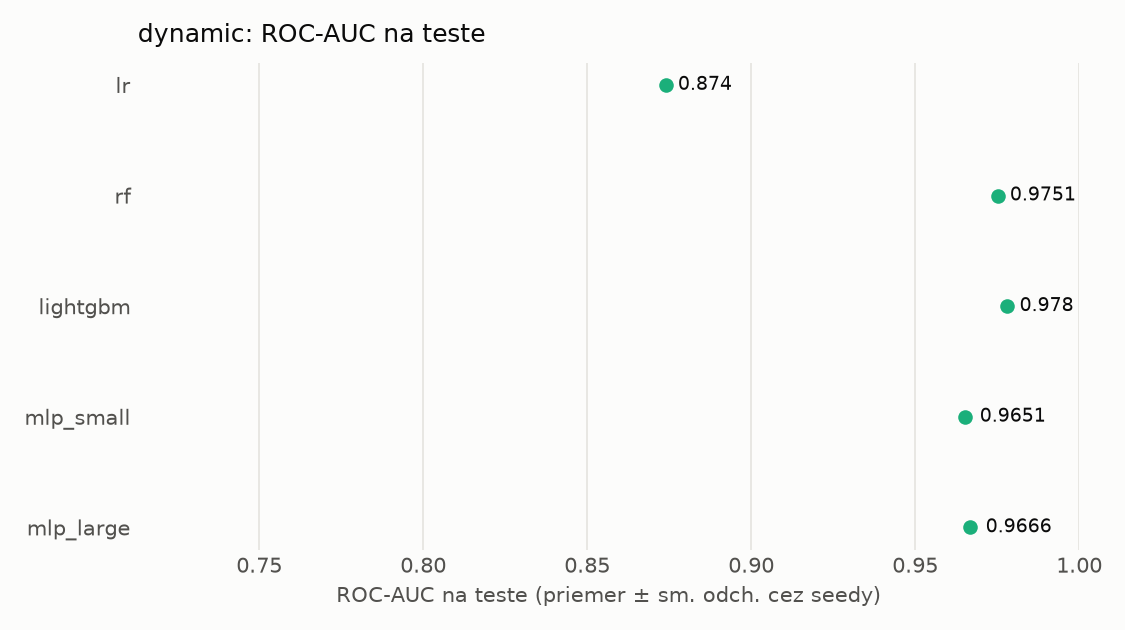 dynamic: ROC-AUC na teste
lr
0.874
rf
0.9751
lightgbm
0.978
mlp_small
0.9651
mlp_large
0.9666
0.75 0.80 0.85 0.90 0.95 1.00
ROC-AUC na teste (priemer ± sm. odch. cez seedy)